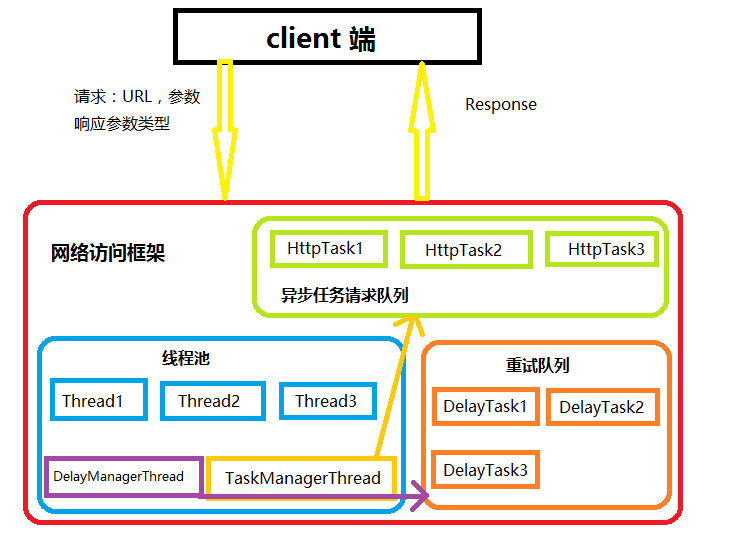 client 端
请求：URL，参数
响应参数类型
Response
网络访问框架
HttpTask1
HttpTask2
HttpTask3
异步任务请求队列
线程池
Thread1
Thread2
Thread3
DelayManagerThread
TaskManagerThread
重试队列
DelayTask1
DelayTask2
DelayTask3